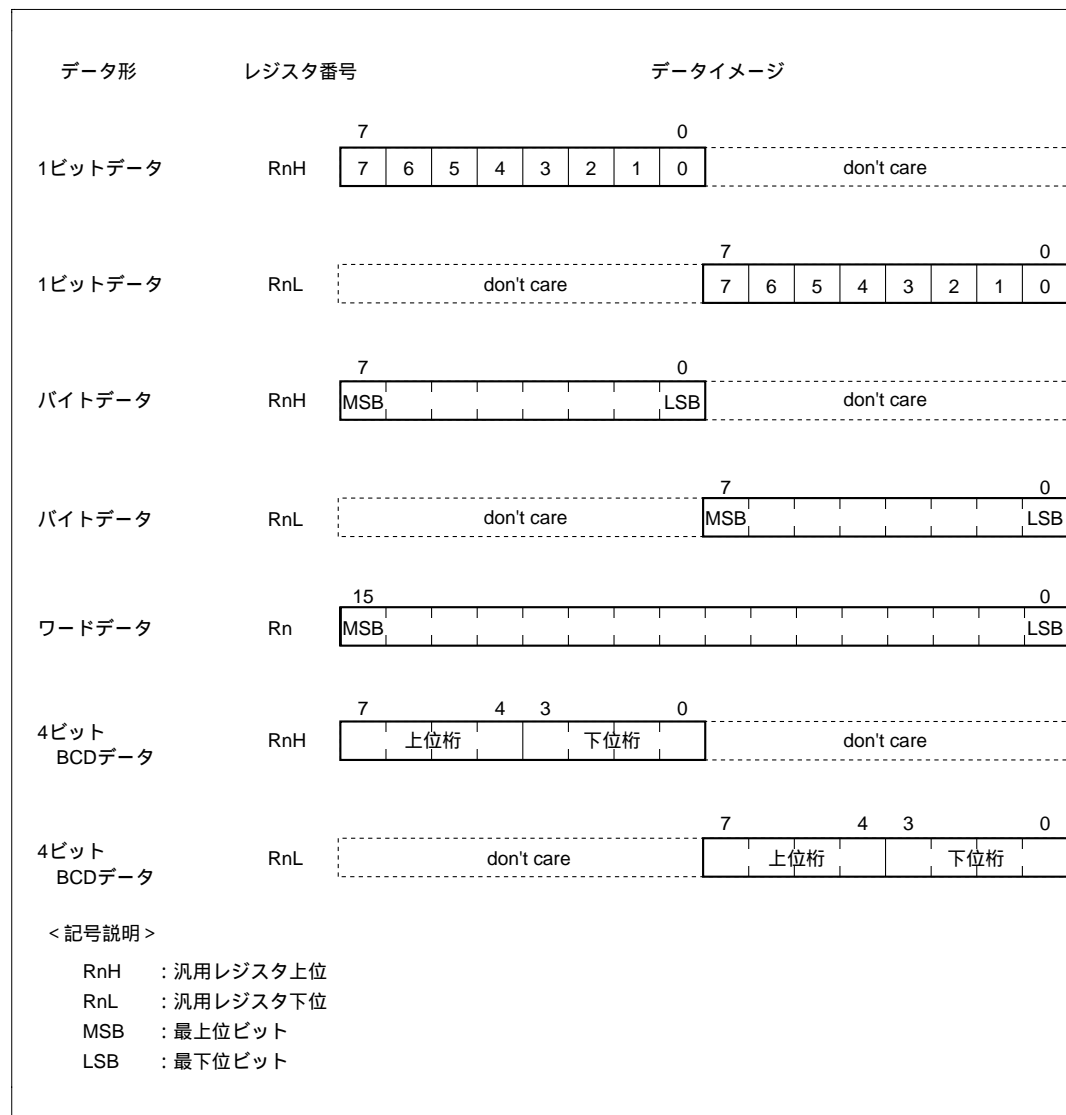 データ形 レジスタ番号 データイメージ
7 0
1ビットデータ RnH 7 6 5 4 3 2 1 0 don't care
7 0
1ビットデータ RnL don't care 7 6 5 4 3 2 1 0
7 0
バイトデータ RnH MSB LSB don't care
7 0
バイトデータ RnL don't care MSB LSB
15 0
ワードデータ Rn MSB LSB
7 4 3 0
4ビット
BCDデータ RnH 上位桁 下位桁 don't care
7 4 3 0
4ビット
BCDデータ RnL don't care 上位桁 下位桁
<記号説明>
RnH :汎用レジスタ上位
RnL :汎用レジスタ下位
MSB :最上位ビット
LSB :最下位ビット